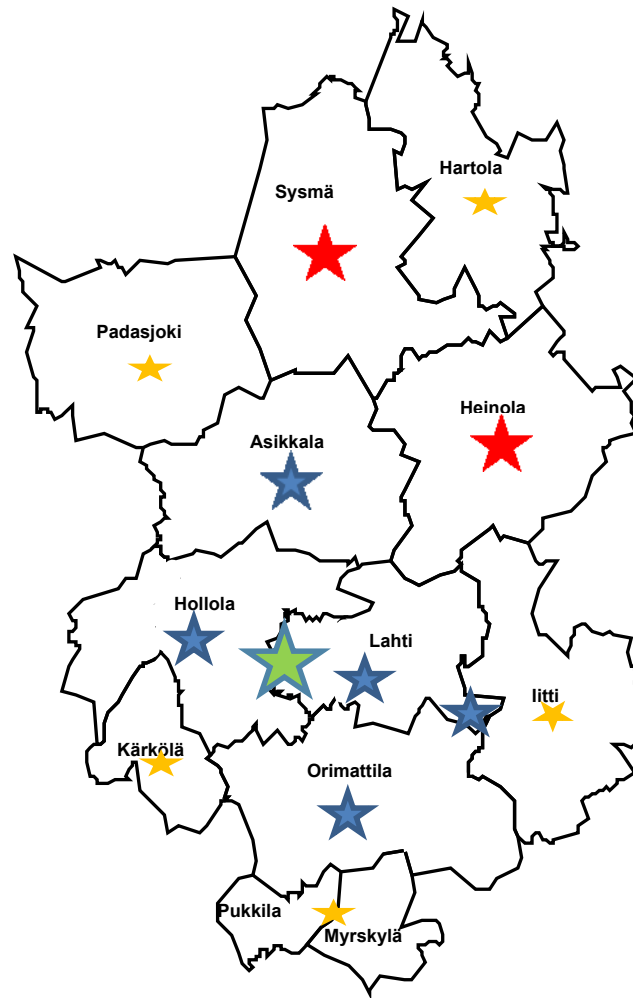 Hartola
Sysmä
Padasjoki
Heinola
Asikkala
Hollola
Lahti
Iitti
Kärkölä
Orimattila
Pukkila
Myrskylä